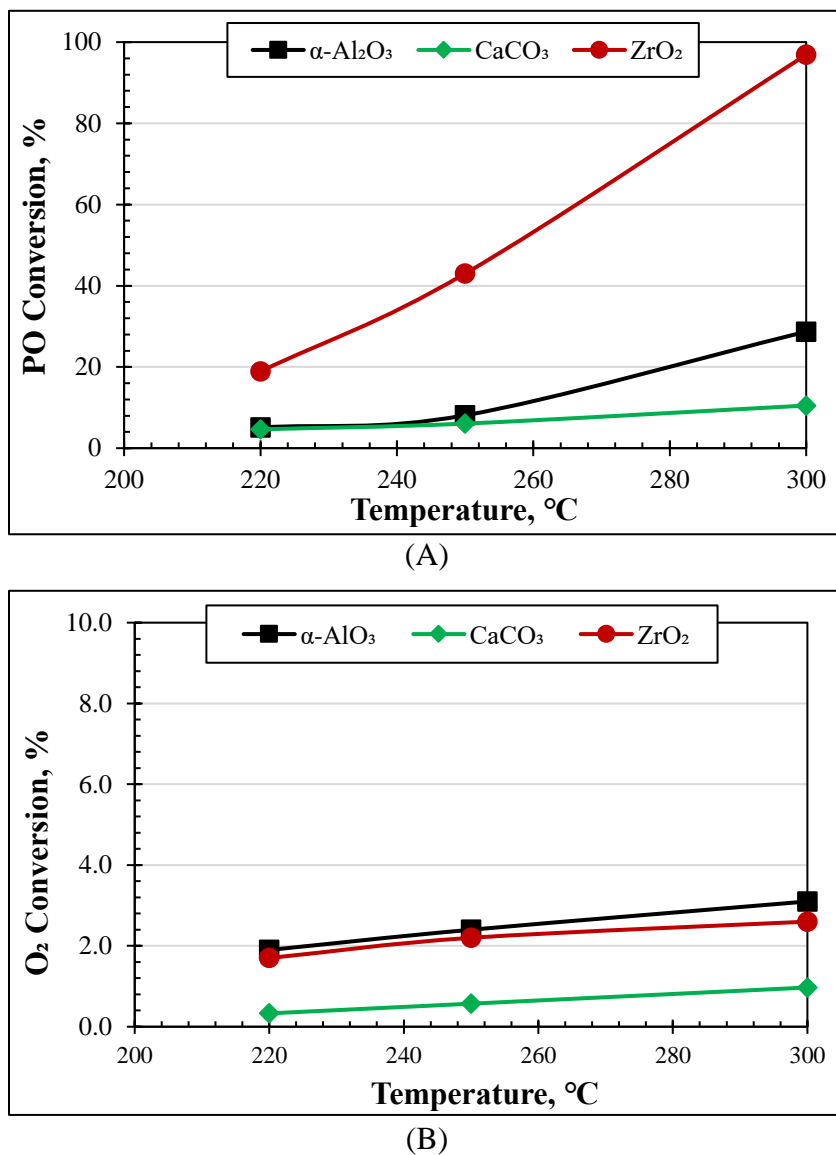 α-Al₂O₃ CaCO₃ ZrO₂
100
80
60
40
20
0
200 220 240 260 280 300
PO Conversion, %
Temperature, °C
(A)
α-AlO₃ CaCO₃ ZrO₂
10.0
8.0
6.0
4.0
2.0
0.0
200 220 240 260 280 300
O₂ Conversion, %
Temperature, °C
(B)